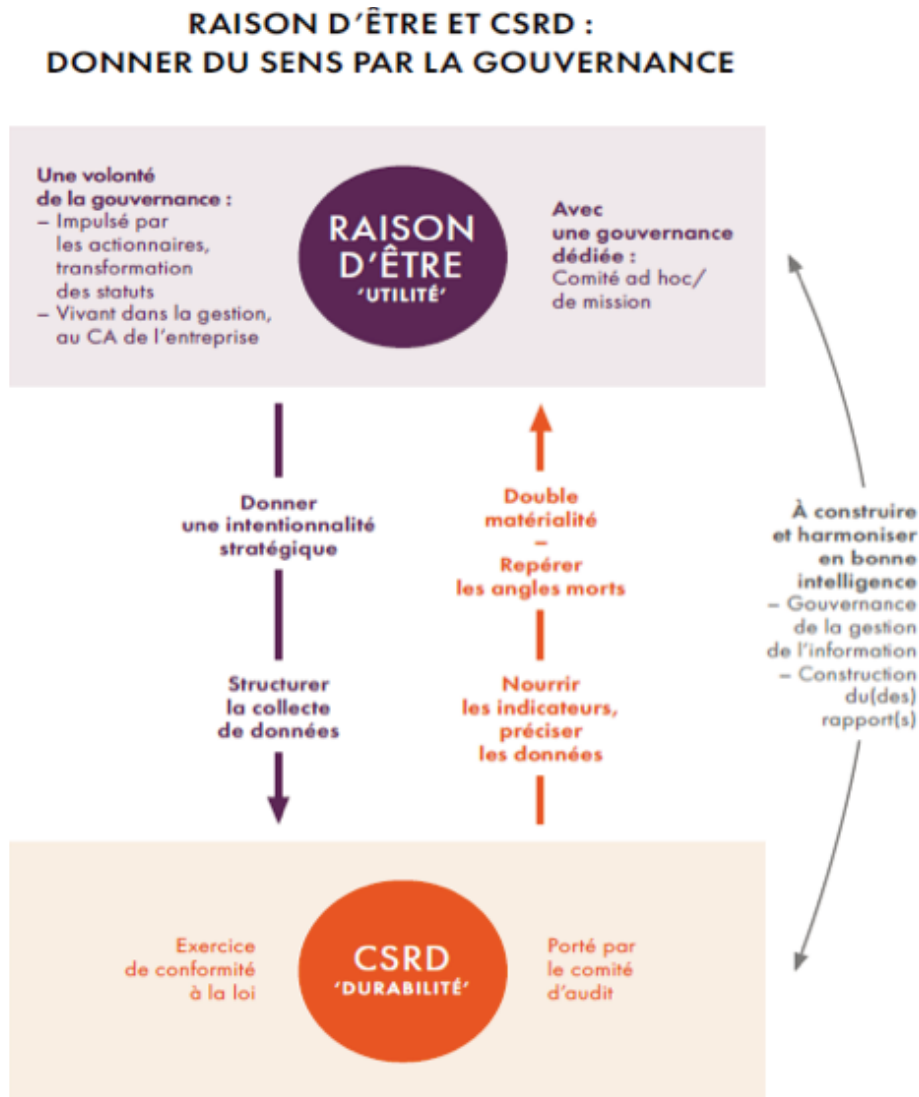 RAISON D'ÊTRE ET CSRD :
DONNER DU SENS PAR LA GOUVERNANCE
Une volonté
de la gouvernance :
– Impulsé par
les actionnaires,
transformation
des statuts
– Vivant dans la gestion,
au CA de l'entreprise
RAISON
D'ÊTRE
'UTILITÉ'
Avec
une gouvernance
dédiée :
Comité ad hoc/
de mission
Donner
une intentionnalité
stratégique
Structurer
la collecte
de données
Double
matérialité
–
Repérer
les angles morts
Nourrir
les indicateurs,
préciser
les données
À construire
et harmoniser
en bonne
intelligence
– Gouvernance
de la gestion
de l'information
– Construction
du(des)
rapport(s)
Exercice
de conformité
à la loi
CSRD
'DURABILITÉ'
Porté par
le comité
d'audit